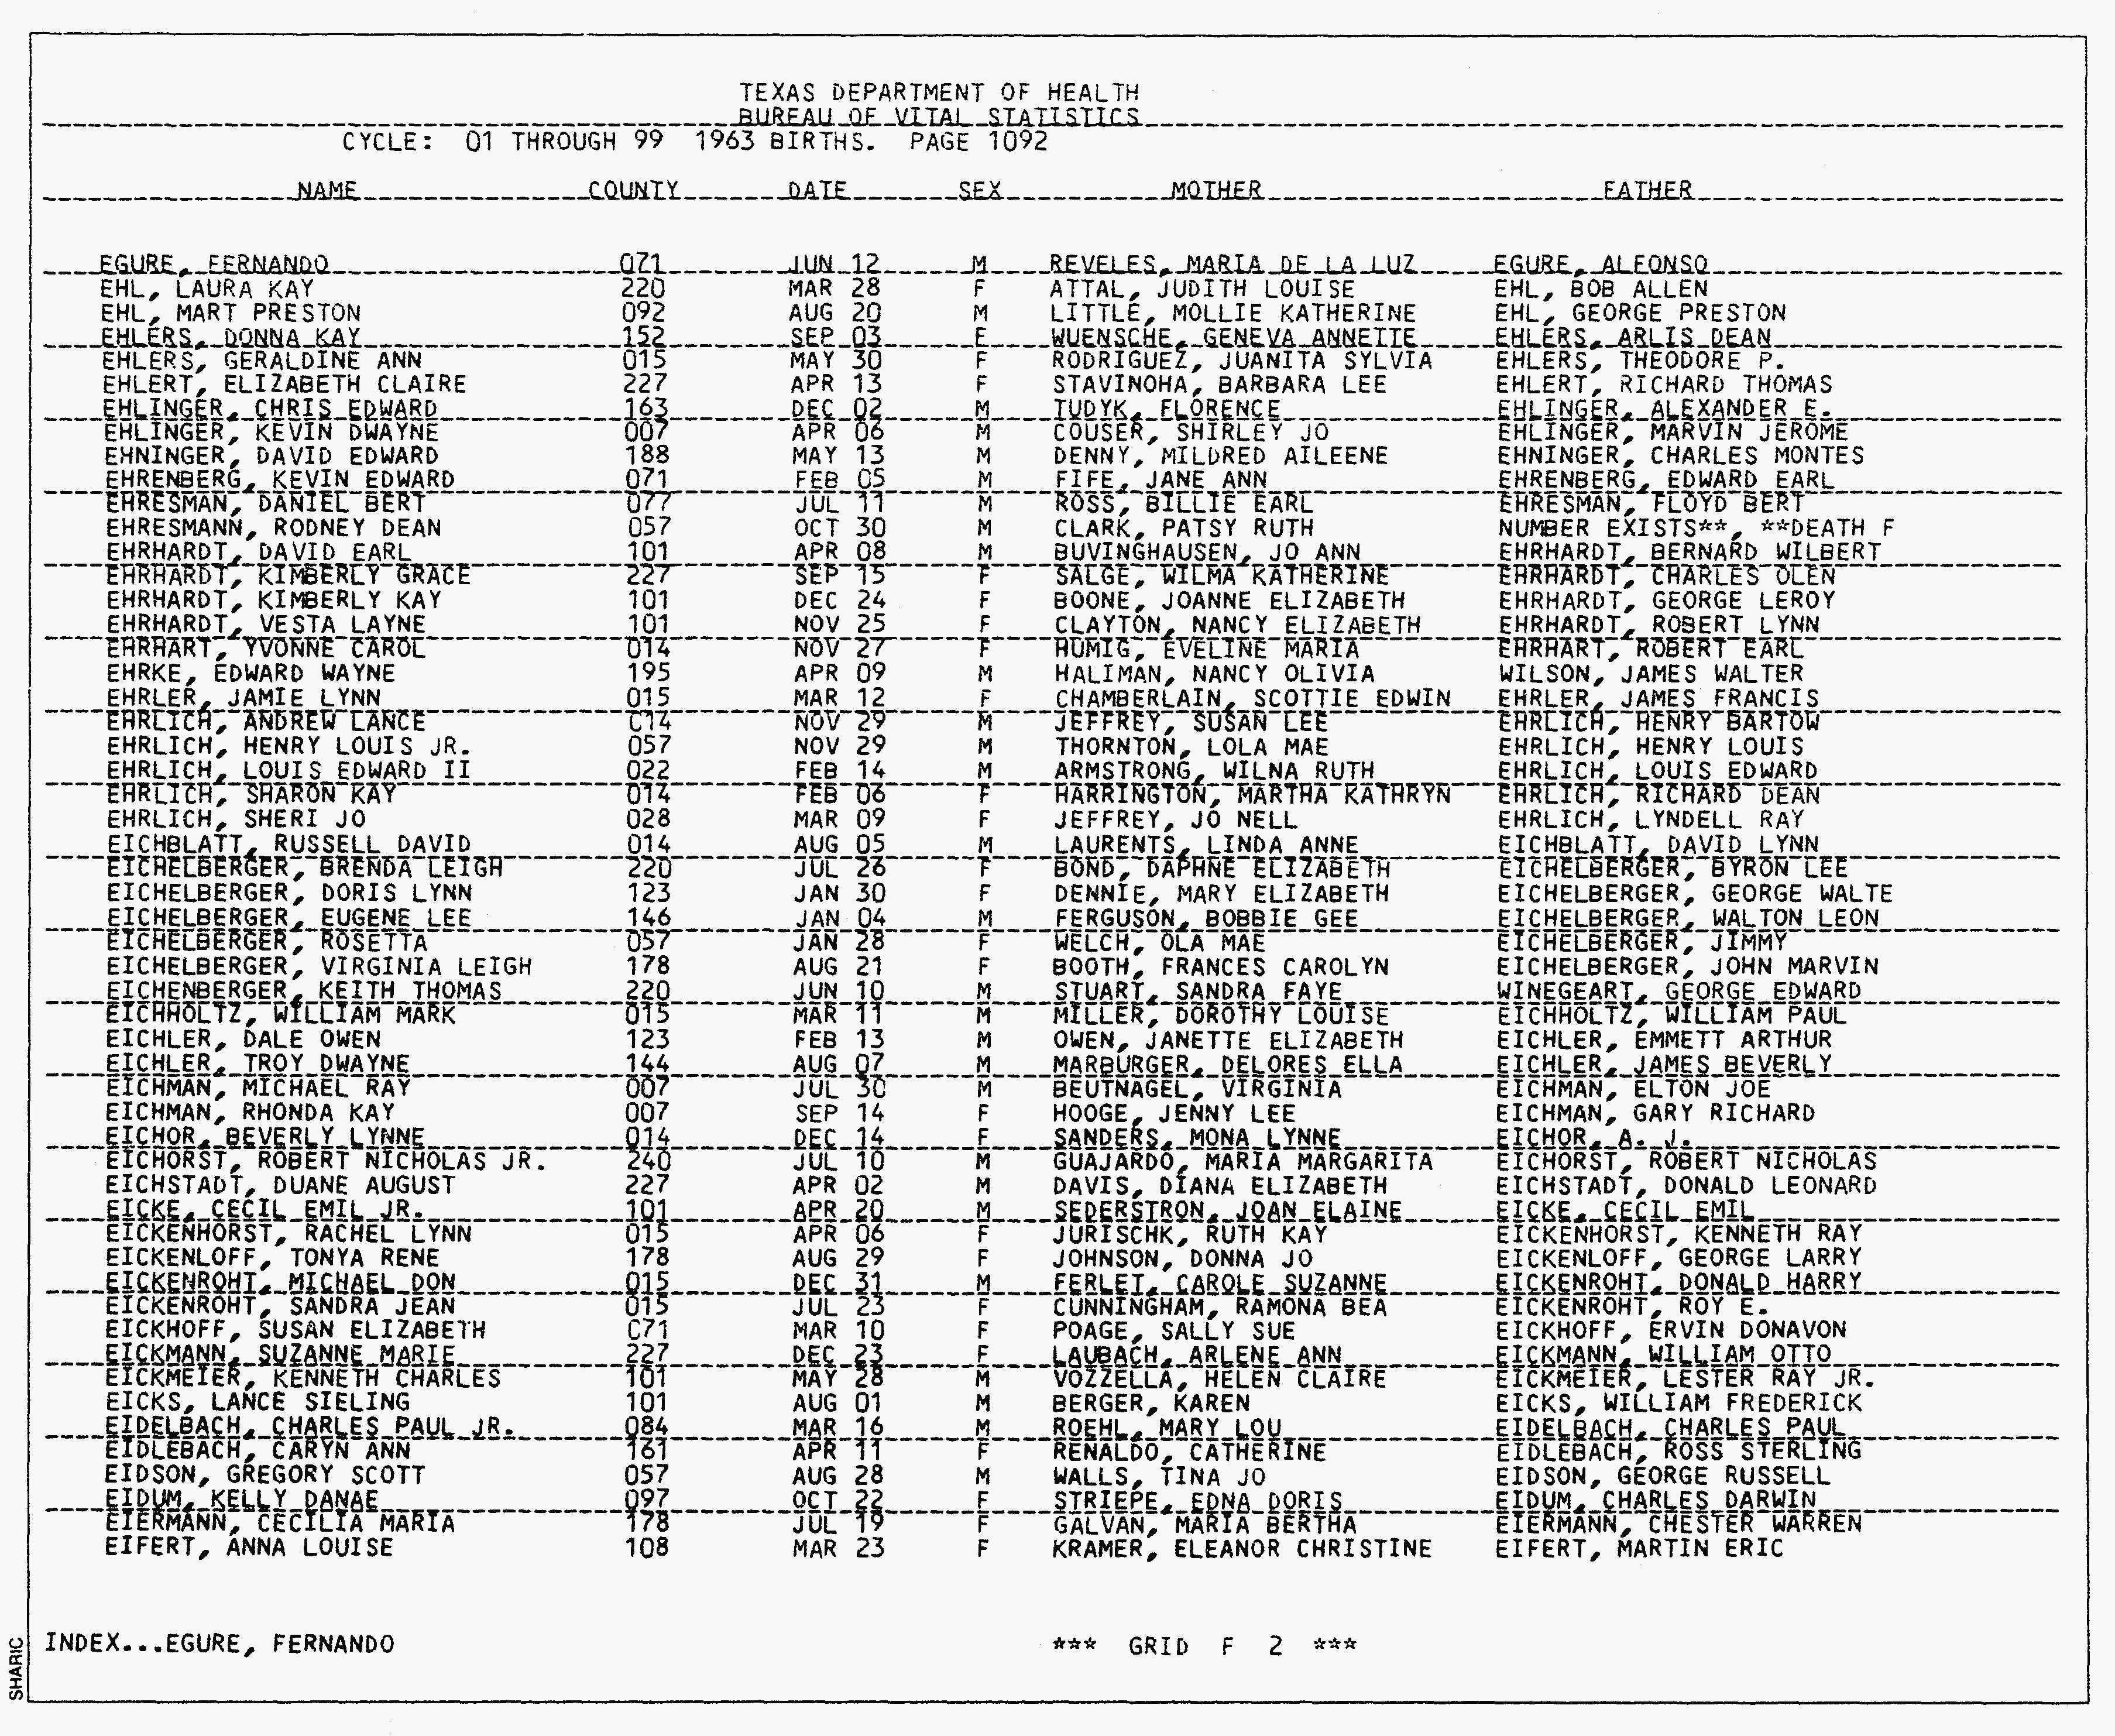 TEXAS DEPARTMENT OF HEALTH
BUREAU OF VITAL STATISTICS
CYCLE: 01 THROUGH 99 1963 BIRTHS. PAGE 1092
NAME COUNTY DATE SEX MOTHER FATHER
EGURE, FERNANDO 071 JUN 12 M REVELES, MARIA DE LA LUZ EGURE, ALFONSO
EHL, LAURA KAY 220 MAR 28 F ATTAL, JUDITH LOUISE EHL, BOB ALLEN
EHL, MART PRESTON 092 AUG 20 M LITTLE, MOLLIE KATHERINE EHL, GEORGE PRESTON
EHLERS, DONNA KAY 152 SEP 03 F WUENSCHE, GENEVA ANNETTE EHLERS, ARLIS DEAN
EHLERS, GERALDINE ANN 015 MAY 30 F RODRIGUEZ, JUANITA SYLVIA EHLERS, THEODORE P.
EHLERT, ELIZABETH CLAIRE 227 APR 13 F STAVINOHA, BARBARA LEE EHLERT, RICHARD THOMAS
EHLINGER, CHRIS EDWARD 163 DEC 02 M TUDYK, FLORENCE EHLINGER, ALEXANDER E.
EHLINGER, KEVIN DWAYNE 007 APR 06 M COUSER, SHIRLEY JO EHLINGER, MARVIN JEROME
EHNINGER, DAVID EDWARD 188 MAY 13 M DENNY, MILDRED AILEENE EHNINGER, CHARLES MONTES
EHRENBERG, KEVIN EDWARD 071 FEB 05 M FIFE, JANE ANN EHRENBERG, EDWARD EARL
EHRESMAN, DANIEL BERT 077 JUL 11 M ROSS, BILLIE EARL EHRESMAN, FLOYD BERT
EHRESMANN, RODNEY DEAN 057 OCT 30 M CLARK, PATSY RUTH NUMBER EXISTS**, **DEATH F
EHRHARDT, DAVID EARL 101 APR 08 M BUVINGHAUSEN, JO ANN EHRHARDT, BERNARD WILBERT
EHRHARDT, KIMBERLY GRACE 227 SEP 15 F SALGE, WILMA KATHERINE EHRHARDT, CHARLES OLEN
EHRHARDT, KIMBERLY KAY 101 DEC 24 F BOONE, JOANNE ELIZABETH EHRHARDT, GEORGE LEROY
EHRHARDT, VESTA LAYNE 101 NOV 25 F CLAYTON, NANCY ELIZABETH EHRHARDT, ROBERT LYNN
EHRHART, YVONNE CAROL 014 NOV 27 F HUMIG, EVELINE MARIA EHRHART, ROBERT EARL
EHRKE, EDWARD WAYNE 195 APR 09 M HALIMAN, NANCY OLIVIA WILSON, JAMES WALTER
EHRLER, JAMIE LYNN 015 MAR 12 F CHAMBERLAIN, SCOTTIE EDWIN EHRLER, JAMES FRANCIS
EHRLICH, ANDREW LANCE C14 NOV 29 M JEFFREY, SUSAN LEE EHRLICH, HENRY BARTOW
EHRLICH, HENRY LOUIS JR. 057 NOV 29 M THORNTON, LOLA MAE EHRLICH, HENRY LOUIS
EHRLICH, LOUIS EDWARD II 022 FEB 14 M ARMSTRONG, WILNA RUTH EHRLICH, LOUIS EDWARD
EHRLICH, SHARON KAY 014 FEB 06 F HARRINGTON, MARTHA KATHRYN EHRLICH, RICHARD DEAN
EHRLICH, SHERI JO 028 MAR 09 F JEFFREY, JO NELL EHRLICH, LYNDELL RAY
EICHBLATT, RUSSELL DAVID 014 AUG 05 M LAURENTS, LINDA ANNE EICHBLATT, DAVID LYNN
EICHELBERGER, BRENDA LEIGH 220 JUL 26 F BOND, DAPHNE ELIZABETH EICHELBERGER, BYRON LEE
EICHELBERGER, DORIS LYNN 123 JAN 30 F DENNIE, MARY ELIZABETH EICHELBERGER, GEORGE WALTE
EICHELBERGER, EUGENE LEE 146 JAN 04 M FERGUSON, BOBBIE GEE EICHELBERGER, WALTON LEON
EICHELBERGER, ROSETTA 057 JAN 28 F WELCH, OLA MAE EICHELBERGER, JIMMY
EICHELBERGER, VIRGINIA LEIGH 178 AUG 21 F BOOTH, FRANCES CAROLYN EICHELBERGER, JOHN MARVIN
EICHENBERGER, KEITH THOMAS 220 JUN 10 M STUART, SANDRA FAYE WINEGEART, GEORGE EDWARD
EICHHOLTZ, WILLIAM MARK 015 MAR 11 M MILLER, DOROTHY LOUISE EICHHOLTZ, WILLIAM PAUL
EICHLER, DALE OWEN 123 FEB 13 M OWEN, JANETTE ELIZABETH EICHLER, EMMETT ARTHUR
EICHLER, TROY DWAYNE 144 AUG 07 M MARBURGER, DELORES ELLA EICHLER, JAMES BEVERLY
EICHMAN, MICHAEL RAY 007 JUL 30 M BEUTNAGEL, VIRGINIA EICHMAN, ELTON JOE
EICHMAN, RHONDA KAY 007 SEP 14 F HOOGE, JENNY LEE EICHMAN, GARY RICHARD
EICHOR, BEVERLY LYNNE 014 DEC 14 F SANDERS, MONA LYNNE EICHOR, A. J.
EICHORST, ROBERT NICHOLAS JR. 240 JUL 10 M GUAJARDO, MARIA MARGARITA EICHORST, ROBERT NICHOLAS
EICHSTADT, DUANE AUGUST 227 APR 02 M DAVIS, DIANA ELIZABETH EICHSTADT, DONALD LEONARD
EICKE, CECIL EMIL JR. 101 APR 20 M SEDERSTRON, JOAN ELAINE EICKE, CECIL EMIL
EICKENHORST, RACHEL LYNN 015 APR 06 F JURISCHK, RUTH KAY EICKENHORST, KENNETH RAY
EICKENLOFF, TONYA RENE 178 AUG 29 F JOHNSON, DONNA JO EICKENLOFF, GEORGE LARRY
EICKENROHT, MICHAEL DON 015 DEC 31 M FERLET, CAROLE SUZANNE EICKENROHT, DONALD HARRY
EICKENROHT, SANDRA JEAN 015 JUL 23 F CUNNINGHAM, RAMONA BEA EICKENROHT, ROY E.
EICKHOFF, SUSAN ELIZABETH C71 MAR 10 F POAGE, SALLY SUE EICKHOFF, ERVIN DONAVON
EICKMANN, SUZANNE MARIE 227 DEC 23 F LAUBACH, ARLENE ANN EICKMANN, WILLIAM OTTO
EICKMEIER, KENNETH CHARLES 101 MAY 28 M VOZZELLA, HELEN CLAIRE EICKMEIER, LESTER RAY JR.
EICKS, LANCE SIELING 101 AUG 01 M BERGER, KAREN EICKS, WILLIAM FREDERICK
EIDELBACH, CHARLES PAUL JR. 084 MAR 16 M ROEHL, MARY LOU EIDELBACH, CHARLES PAUL
EIDLEBACH, CARYN ANN 161 APR 11 F RENALDO, CATHERINE EIDLEBACH, ROSS STERLING
EIDSON, GREGORY SCOTT 057 AUG 28 M WALLS, TINA JO EIDSON, GEORGE RUSSELL
EIDUM, KELLY DANAE 097 OCT 22 F STRIEPE, EDNA DORIS EIDUM, CHARLES DARWIN
EIERMANN, CECILIA MARIA 178 JUL 19 F GALVAN, MARIA BERTHA EIERMANN, CHESTER WARREN
EIFERT, ANNA LOUISE 108 MAR 23 F KRAMER, ELEANOR CHRISTINE EIFERT, MARTIN ERIC
INDEX...EGURE, FERNANDO *** GRID F 2 ***
SHARIC